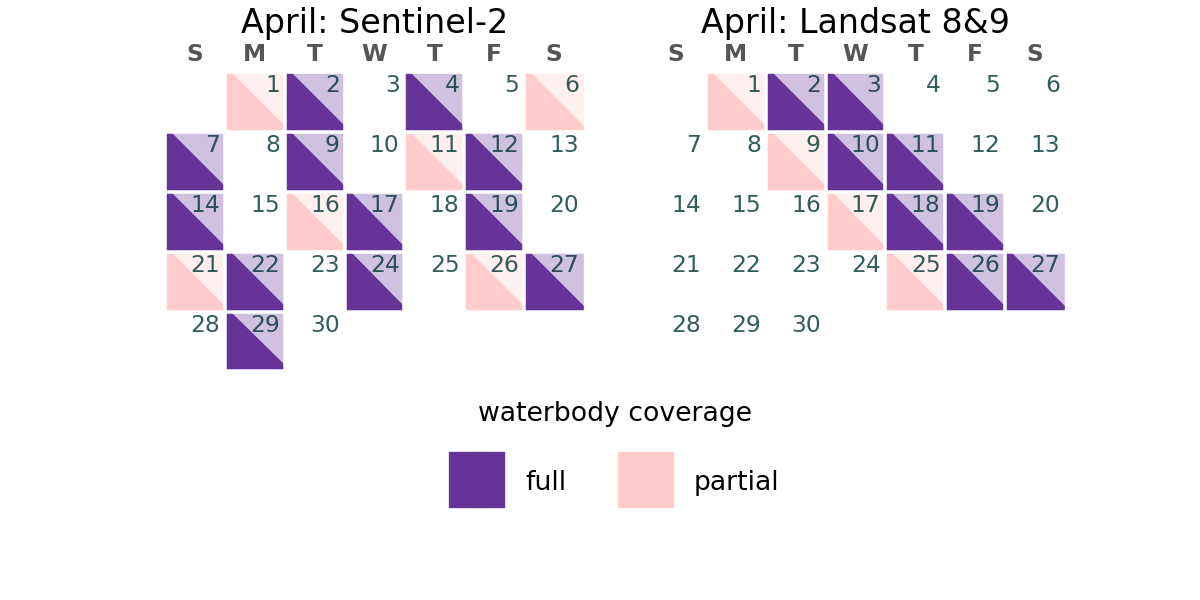 April: Sentinel-2
S M T W T F S
1 2 3 4 5 6
7 8 9 10 11 12 13
14 15 16 17 18 19 20
21 22 23 24 25 26 27
28 29 30
April: Landsat 8&9
S M T W T F S
1 2 3 4 5 6
7 8 9 10 11 12 13
14 15 16 17 18 19 20
21 22 23 24 25 26 27
28 29 30
waterbody coverage
full partial